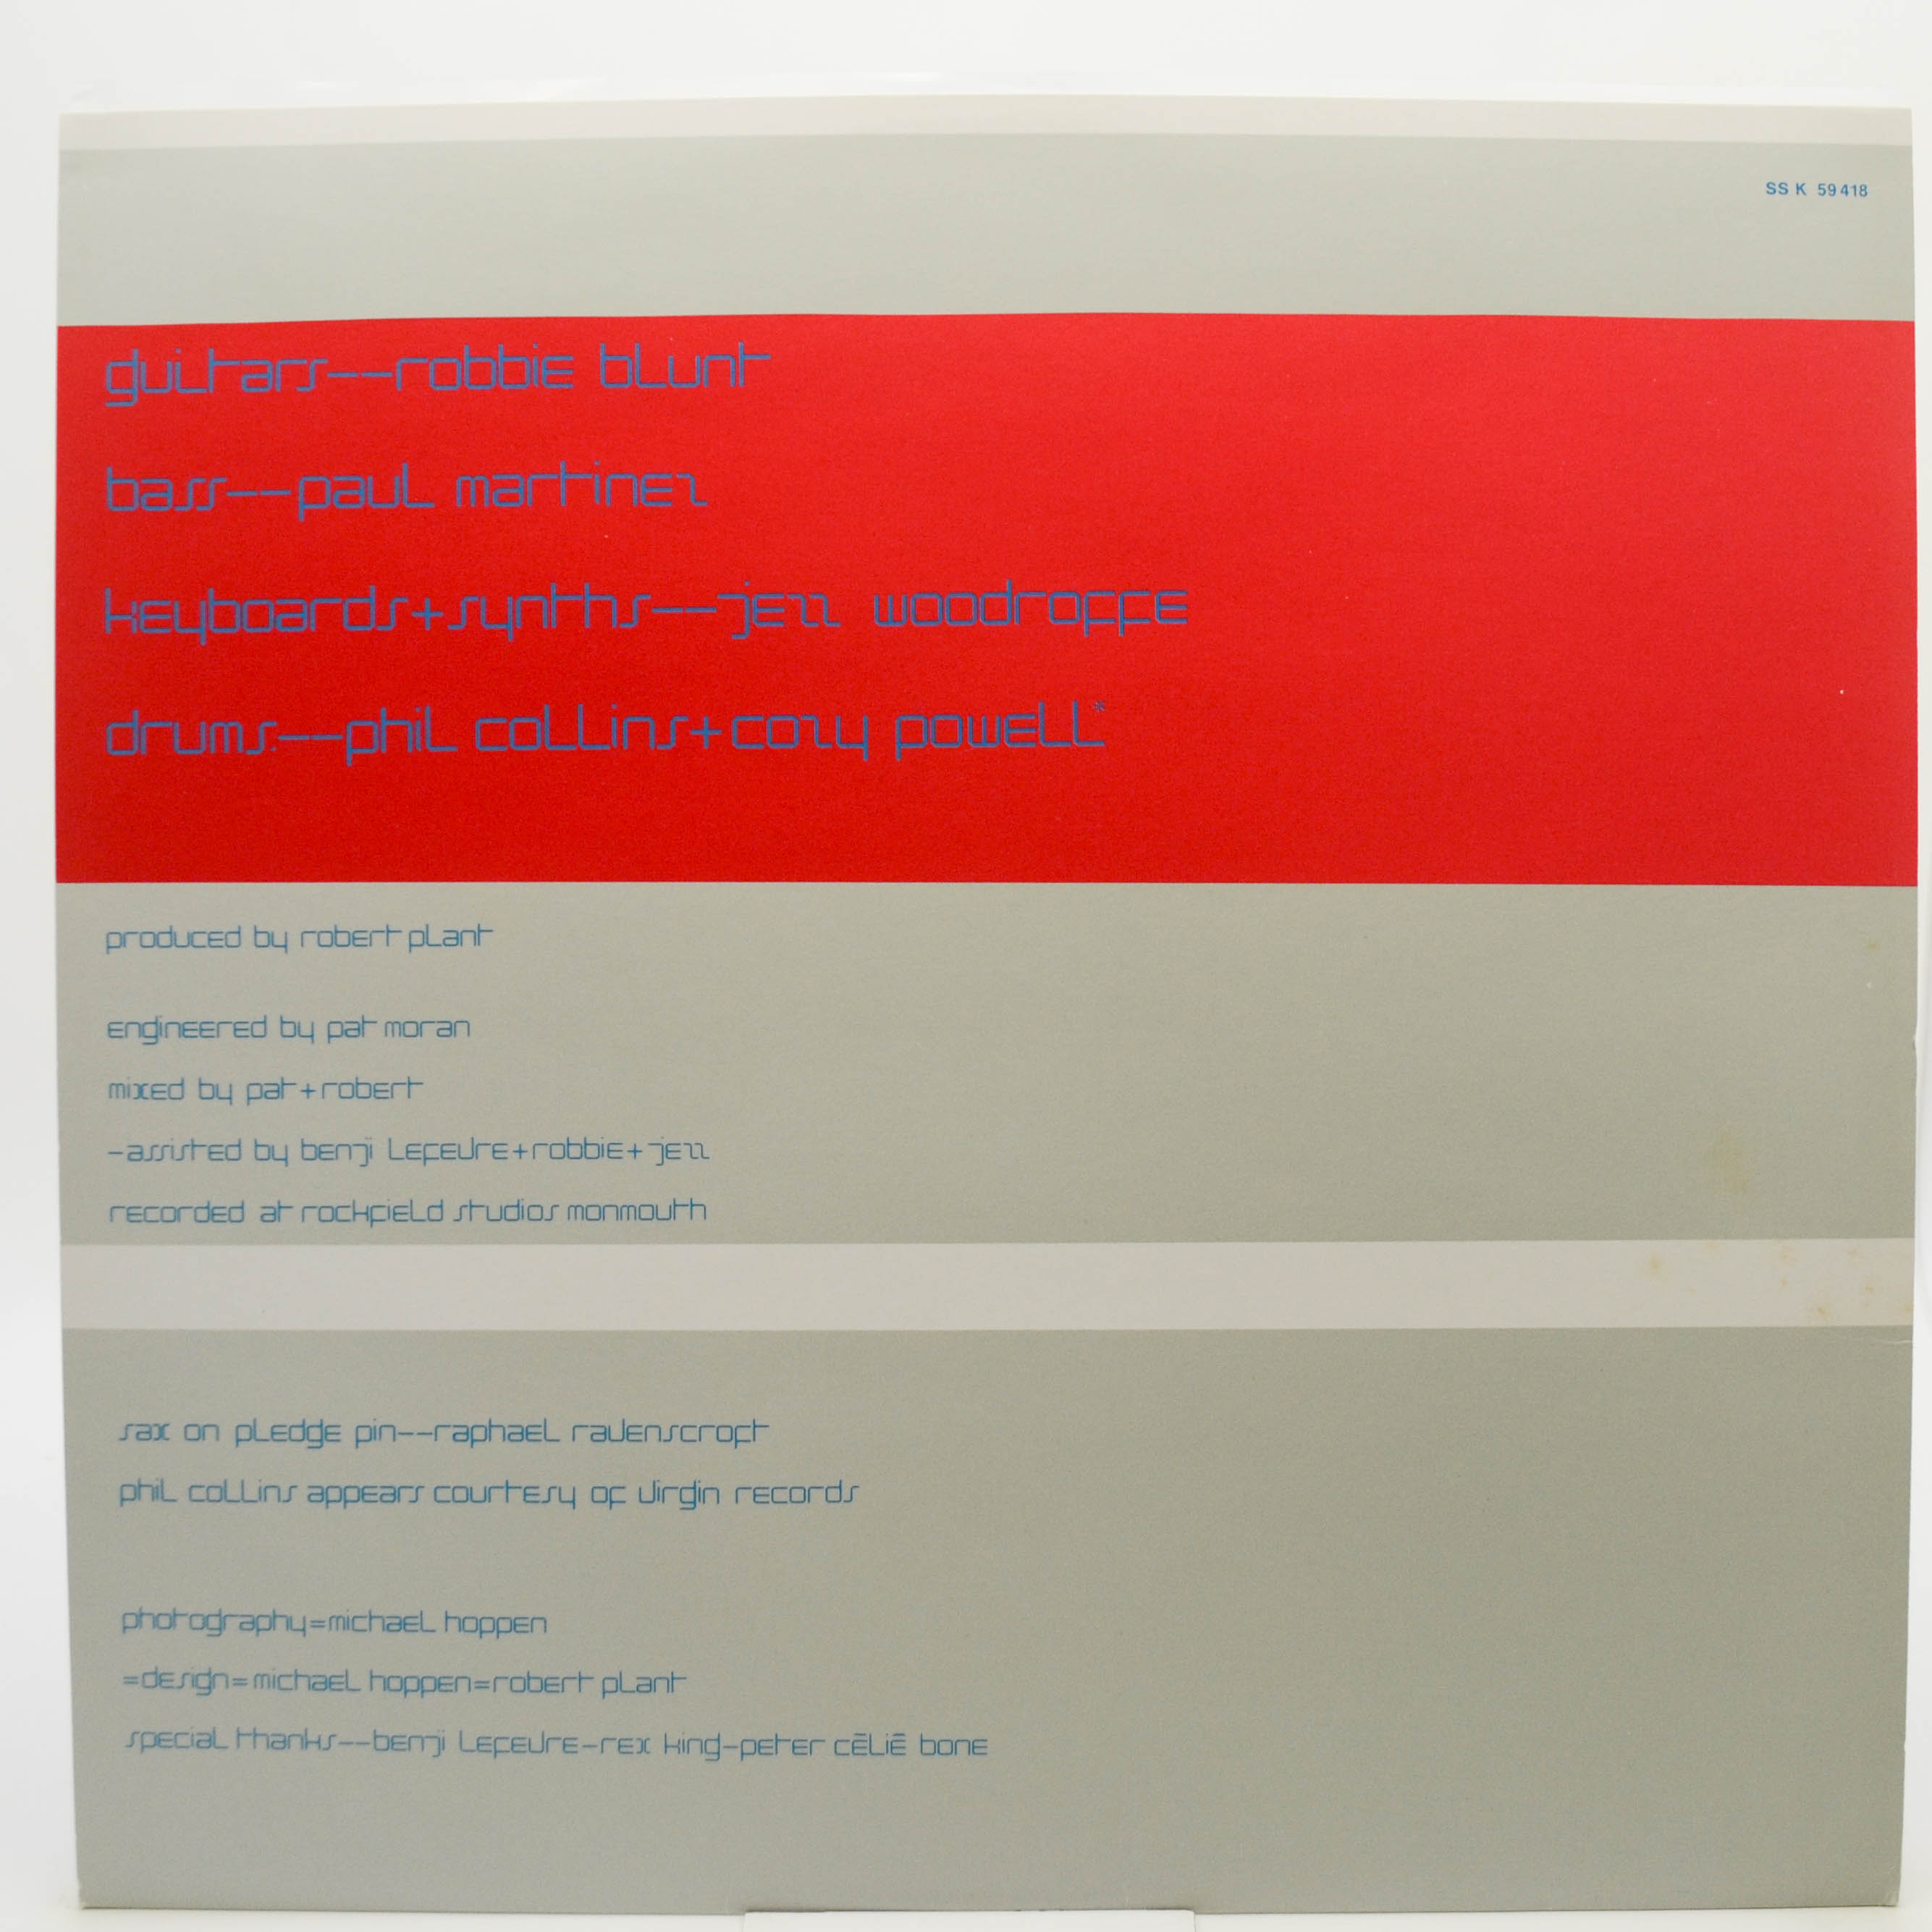 SS K 59418
guitars--robbie blunt
bass--paul martinez
keyboards+synths--jezz woodroffe
drums--phil collins+cozy powell*
produced by robert plant
engineered by pat moran
mixed by pat+robert
-assisted by benji lefevre+robbie+jezz
recorded at rockfield studios monmouth
sax on pledge pin--raphael ravenscroft
phil collins appears courtesy of virgin records
photography=michael hoppen
=design=michael hoppen=robert plant
special thanks--benji lefevre-rex king-peter cēliē bone